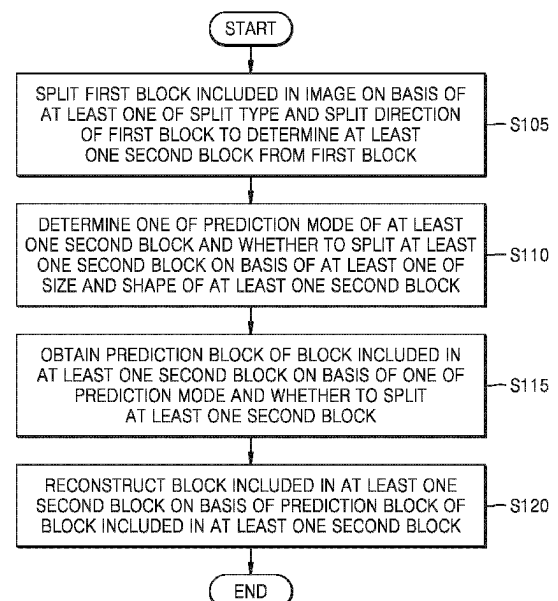 START
SPLIT FIRST BLOCK INCLUDED IN IMAGE ON BASIS OF
AT LEAST ONE OF SPLIT TYPE AND SPLIT DIRECTION
OF FIRST BLOCK TO DETERMINE AT LEAST
ONE SECOND BLOCK FROM FIRST BLOCK
S105
DETERMINE ONE OF PREDICTION MODE OF AT LEAST
ONE SECOND BLOCK AND WHETHER TO SPLIT AT LEAST
ONE SECOND BLOCK ON BASIS OF AT LEAST ONE OF
SIZE AND SHAPE OF AT LEAST ONE SECOND BLOCK
S110
OBTAIN PREDICTION BLOCK OF BLOCK INCLUDED IN
AT LEAST ONE SECOND BLOCK ON BASIS OF ONE OF
PREDICTION MODE AND WHETHER TO SPLIT
AT LEAST ONE SECOND BLOCK
S115
RECONSTRUCT BLOCK INCLUDED IN AT LEAST ONE
SECOND BLOCK ON BASIS OF PREDICTION BLOCK OF
BLOCK INCLUDED IN AT LEAST ONE SECOND BLOCK
S120
END